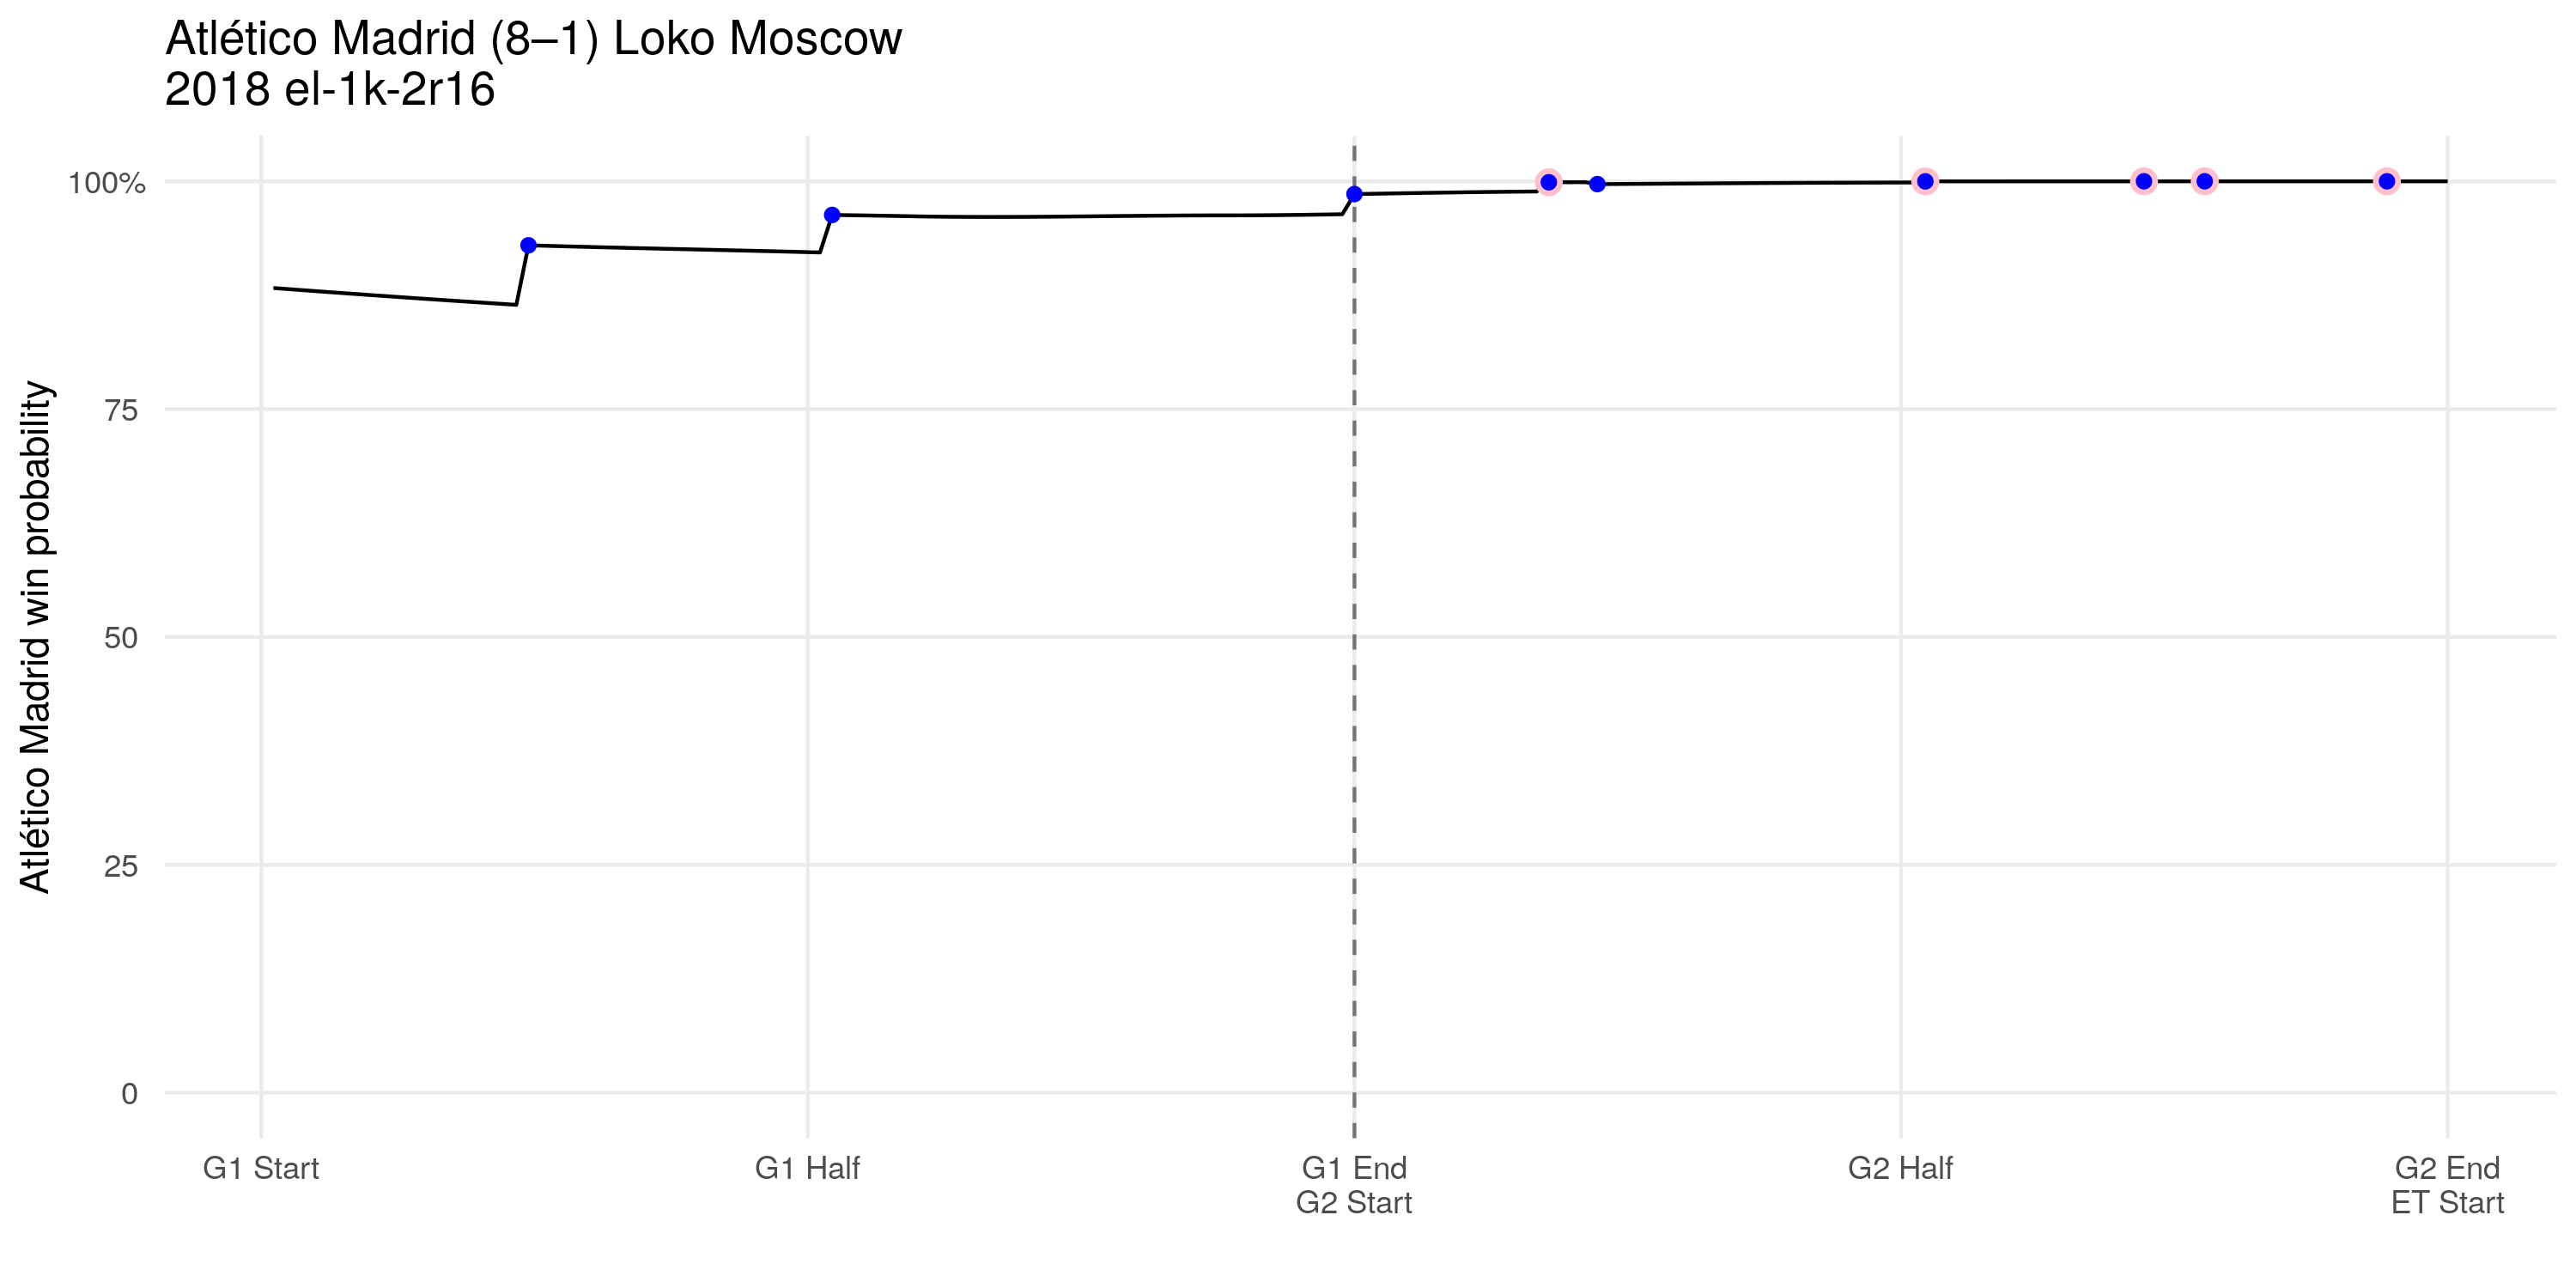 Atlético Madrid (8–1) Loko Moscow
2018 el-1k-2r16
Atlético Madrid win probability
100%
75
50
25
0
G1 Start
G1 Half
G1 End
G2 Start
G2 Half
G2 End
ET Start